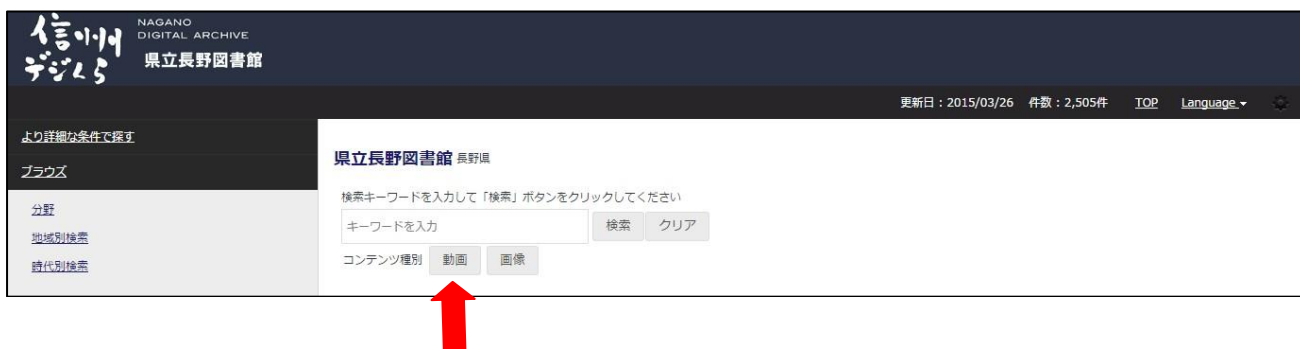 信州
デジくら
NAGANO
DIGITAL ARCHIVE
県立長野図書館
更新日：2015/03/26 件数：2,505件 TOP Language
より詳細な条件で探す
ブラウズ
分野
地域別検索
時代別検索
県立長野図書館 長野県
検索キーワードを入力して「検索」ボタンをクリックしてください
キーワードを入力 検索 クリア
コンテンツ種別 動画 画像